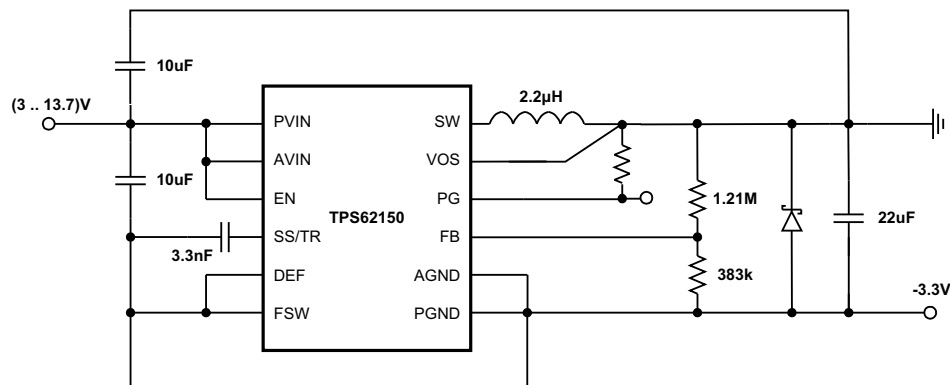 10uF
(3 .. 13.7)V
10uF
3.3nF
PVIN
AVIN
EN
SS/TR
DEF
FSW
TPS62150
SW
VOS
PG
FB
AGND
PGND
2.2µH
1.21M
383k
22uF
-3.3V